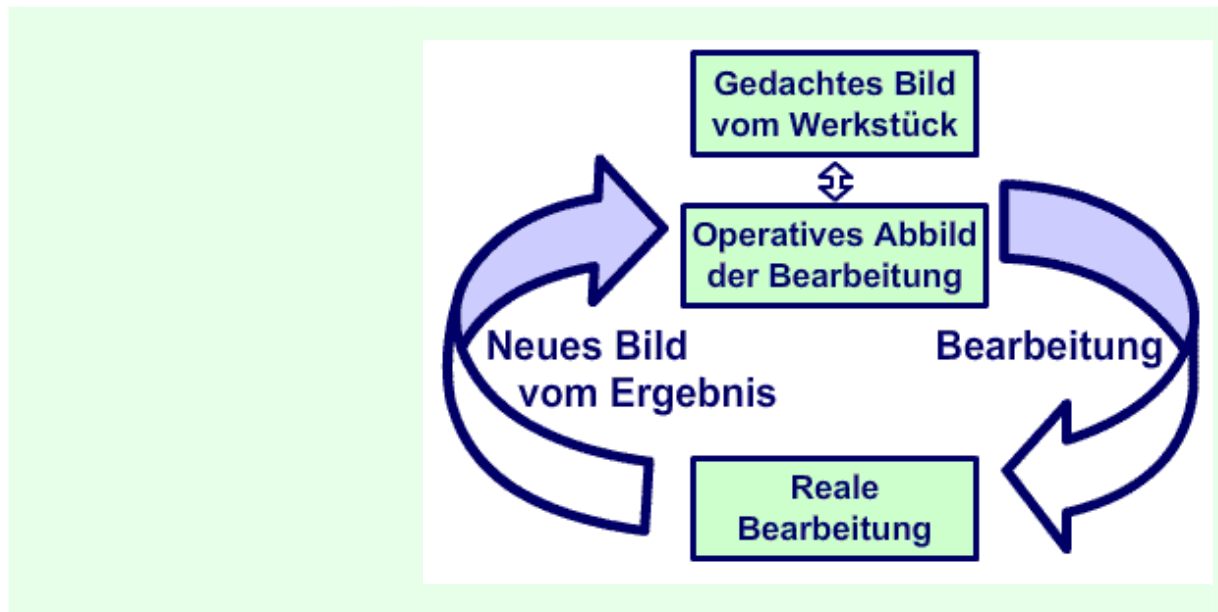 Gedachtes Bild
vom Werkstück
Operatives Abbild
der Bearbeitung
Neues Bild
vom Ergebnis
Bearbeitung
Reale
Bearbeitung